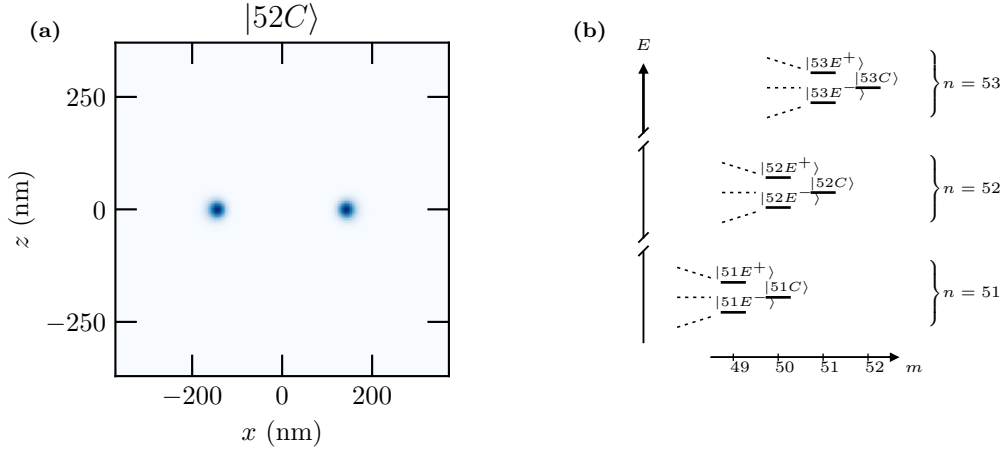 (a)
|52C⟩
250
0
−250
z (nm)
−200 0 200
x (nm)
(b)
E
|53E⁺⟩
|53C⟩
|53E⁻⟩
n = 53
|52E⁺⟩
|52C⟩
|52E⁻⟩
n = 52
|51E⁺⟩
|51C⟩
|51E⁻⟩
n = 51
49 50 51 52 m